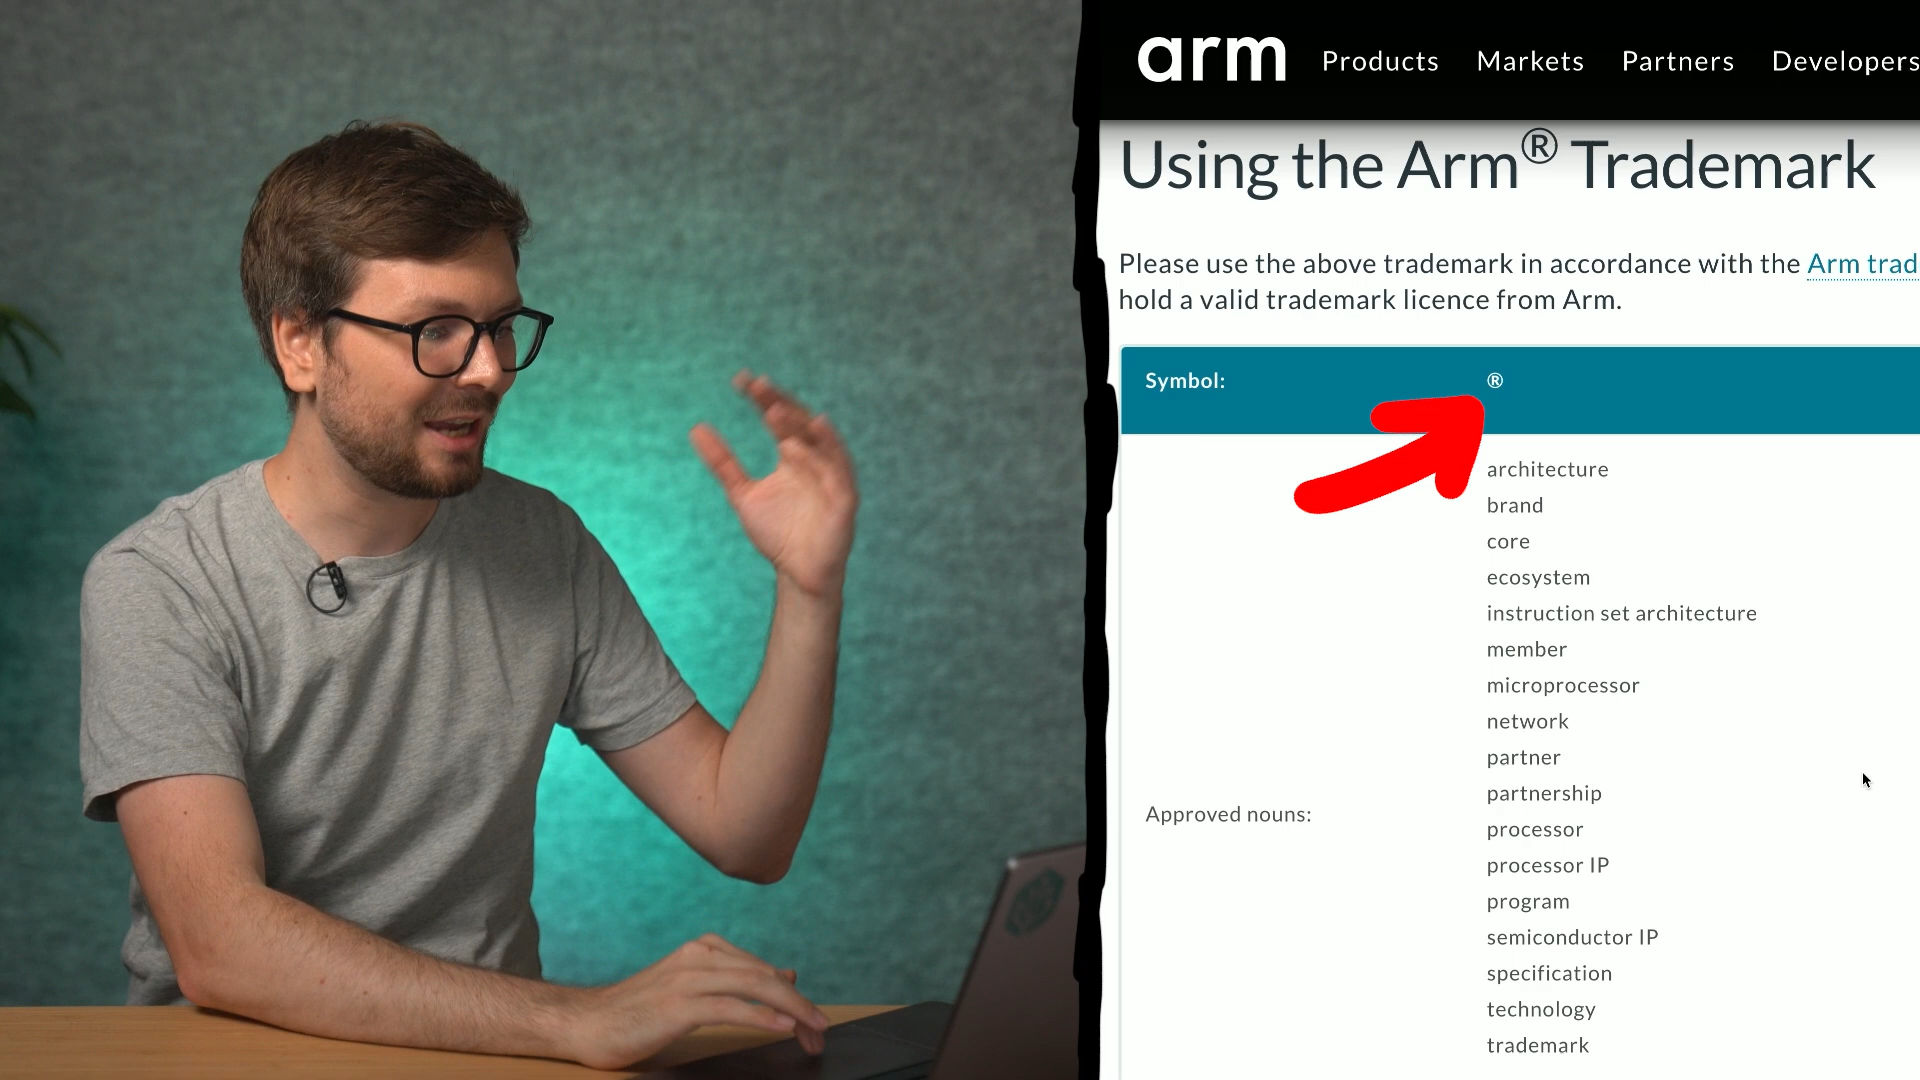 arm Products Markets Partners Developers
Using the Arm® Trademark
Please use the above trademark in accordance with the Arm trad
hold a valid trademark licence from Arm.
Symbol: ®
architecture
brand
core
ecosystem
instruction set architecture
member
microprocessor
network
partner
partnership
Approved nouns:
processor
processor IP
program
semiconductor IP
specification
technology
trademark